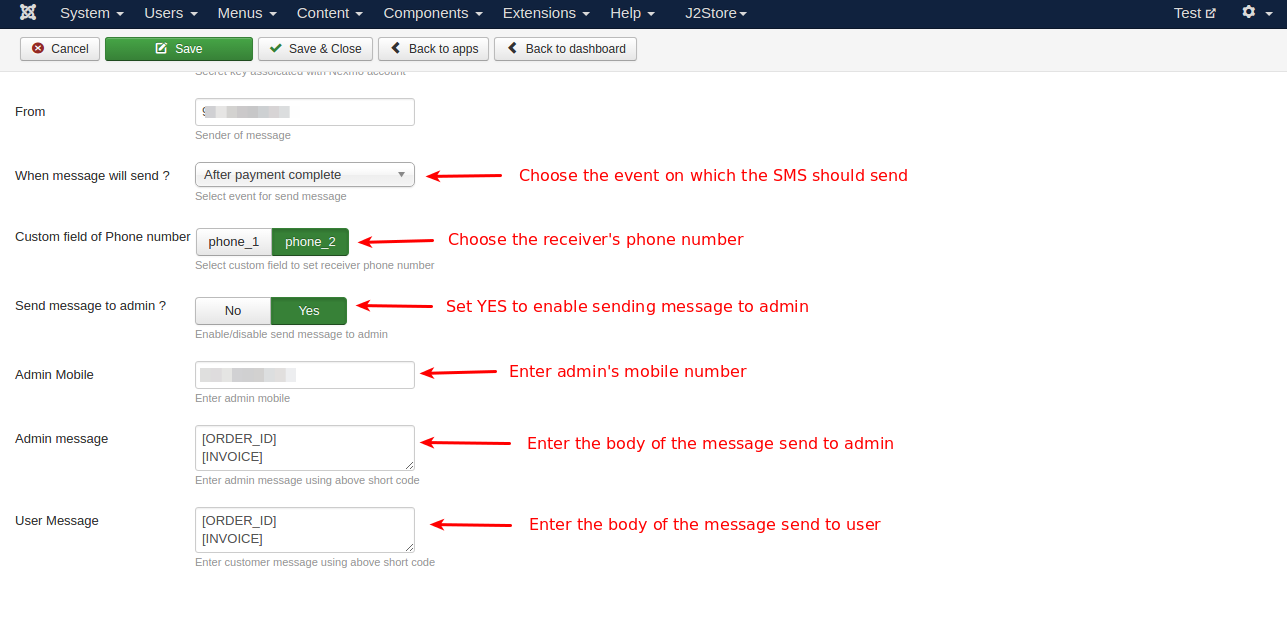 System Users Menus Content Components Extensions Help J2Store Test
Cancel Save Save & Close Back to apps Back to dashboard
Secret key assoicated with Nexmo account
From
Sender of message
When message will send ? After payment complete Choose the event on which the SMS should send
Select event for send message
Custom field of Phone number phone_1 phone_2 Choose the receiver's phone number
Select custom field to set receiver phone number
Send message to admin ? No Yes Set YES to enable sending message to admin
Enable/disable send message to admin
Admin Mobile Enter admin's mobile number
Enter admin mobile
Admin message [ORDER_ID] Enter the body of the message send to admin
[INVOICE]
Enter admin message using above short code
User Message [ORDER_ID] Enter the body of the message send to user
[INVOICE]
Enter customer message using above short code